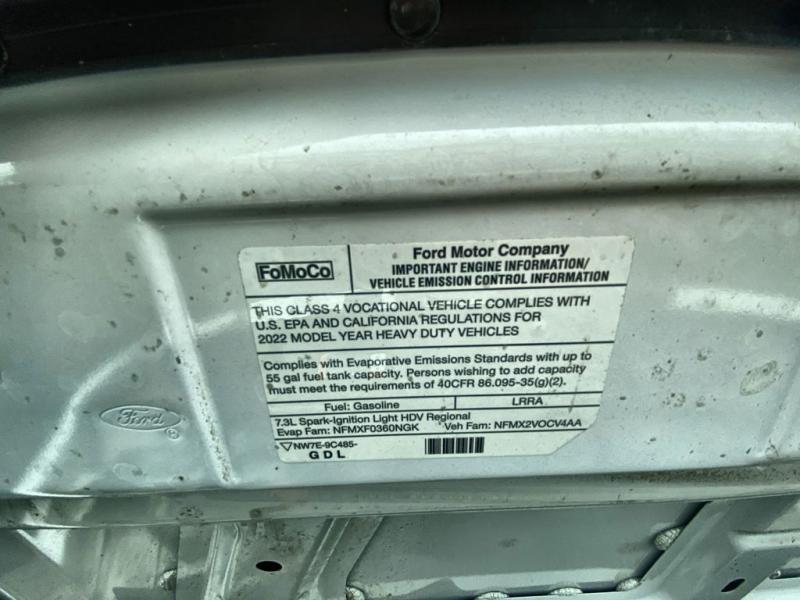 FoMoCo
Ford Motor Company
IMPORTANT ENGINE INFORMATION/
VEHICLE EMISSION CONTROL INFORMATION
THIS CLASS 4 VOCATIONAL VEHICLE COMPLIES WITH
U.S. EPA AND CALIFORNIA REGULATIONS FOR
2022 MODEL YEAR HEAVY DUTY VEHICLES
Complies with Evaporative Emissions Standards with up to
55 gal fuel tank capacity. Persons wishing to add capacity
must meet the requirements of 40CFR 86.095-35(g)(2).
Fuel: Gasoline LRRA
7.3L Spark-Ignition Light HDV Regional
Evap Fam: NFMXF0360NGK Veh Fam: NFMX2VOCV4AA
NW7E-9C485-
GDL
Ford ®